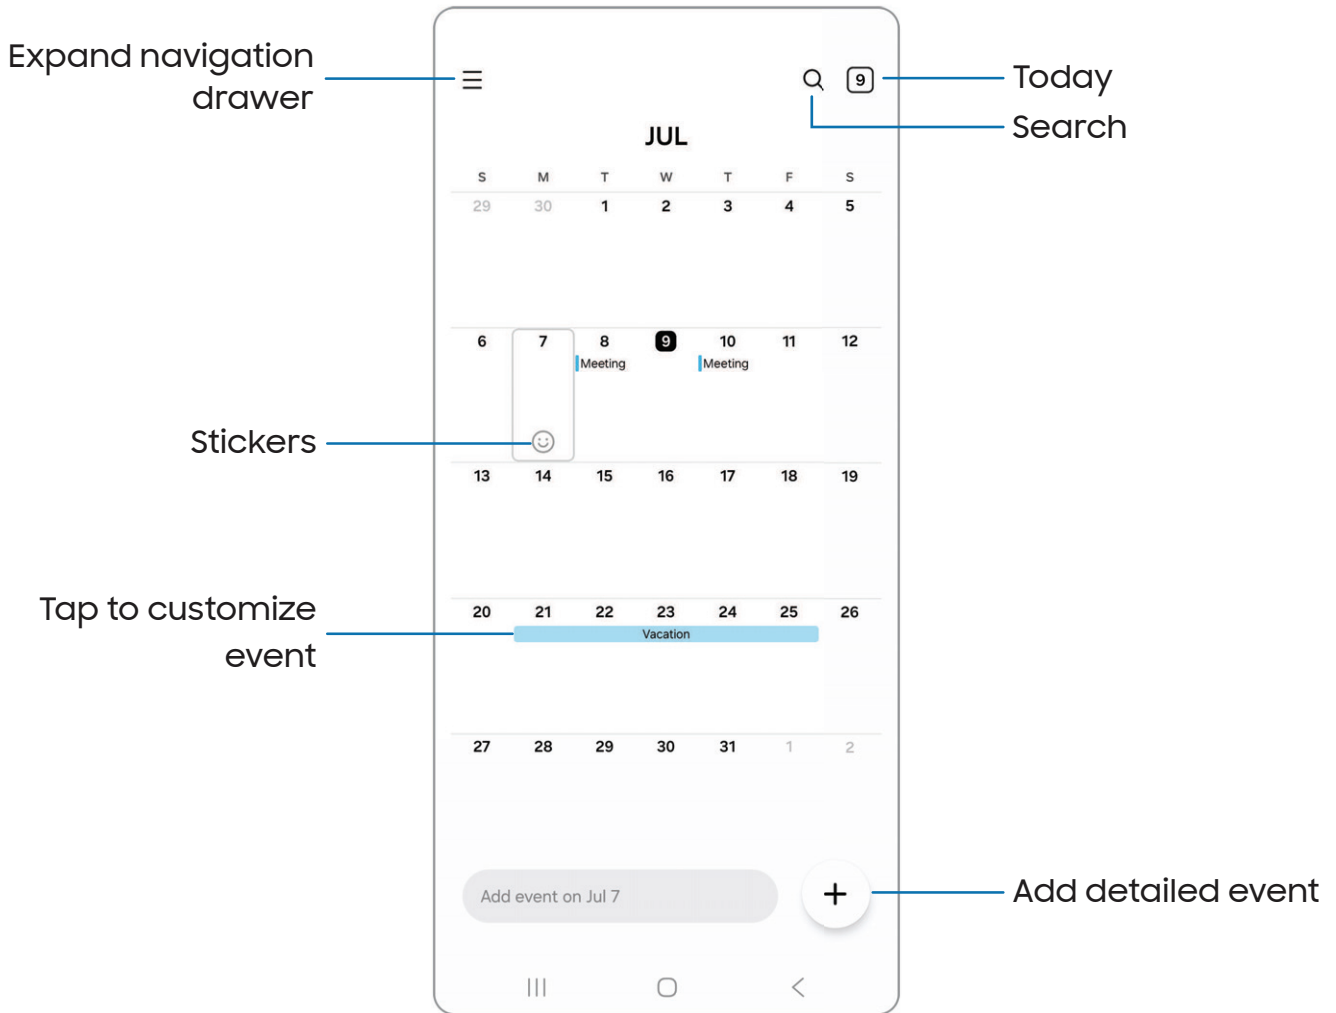 Expand navigation
drawer
9
Today
Search
JUL
S M T W T F S
29 30 1 2 3 4 5
6 7 8 9 10 11 12
Meeting Meeting
Stickers
13 14 15 16 17 18 19
Tap to customize
event
20 21 22 23 24 25 26
Vacation
27 28 29 30 31 1 2
Add event on Jul 7
Add detailed event